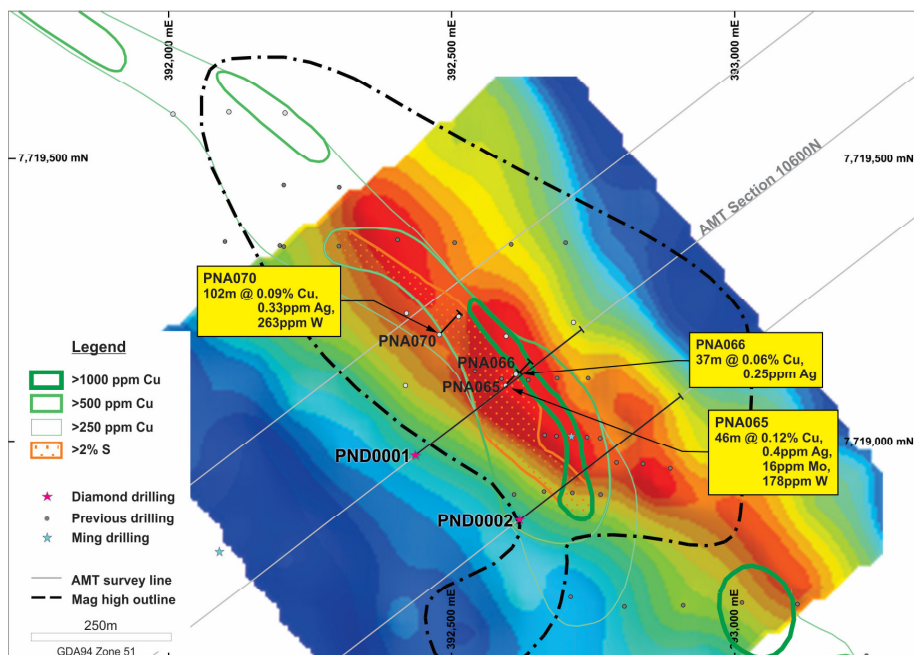 392,000 mE
392,500 mE
393,000 mE
7,719,500 mN
7,719,500 mN
AMT Section 10600N
PNA070
102m @ 0.09% Cu,
0.33ppm Ag,
263ppm W
PNA070
PNA066
PNA065
PNA066
37m @ 0.06% Cu,
0.25ppm Ag
PNA065
46m @ 0.12% Cu,
0.4ppm Ag,
16ppm Mo,
178ppm W
7,719,000 mN
PND0001
PND0002
Legend
>1000 ppm Cu
>500 ppm Cu
>250 ppm Cu
>2% S
Diamond drilling
Previous drilling
Ming drilling
AMT survey line
Mag high outline
250m
GDA94 Zone 51
392,500 mE
393,000 mE